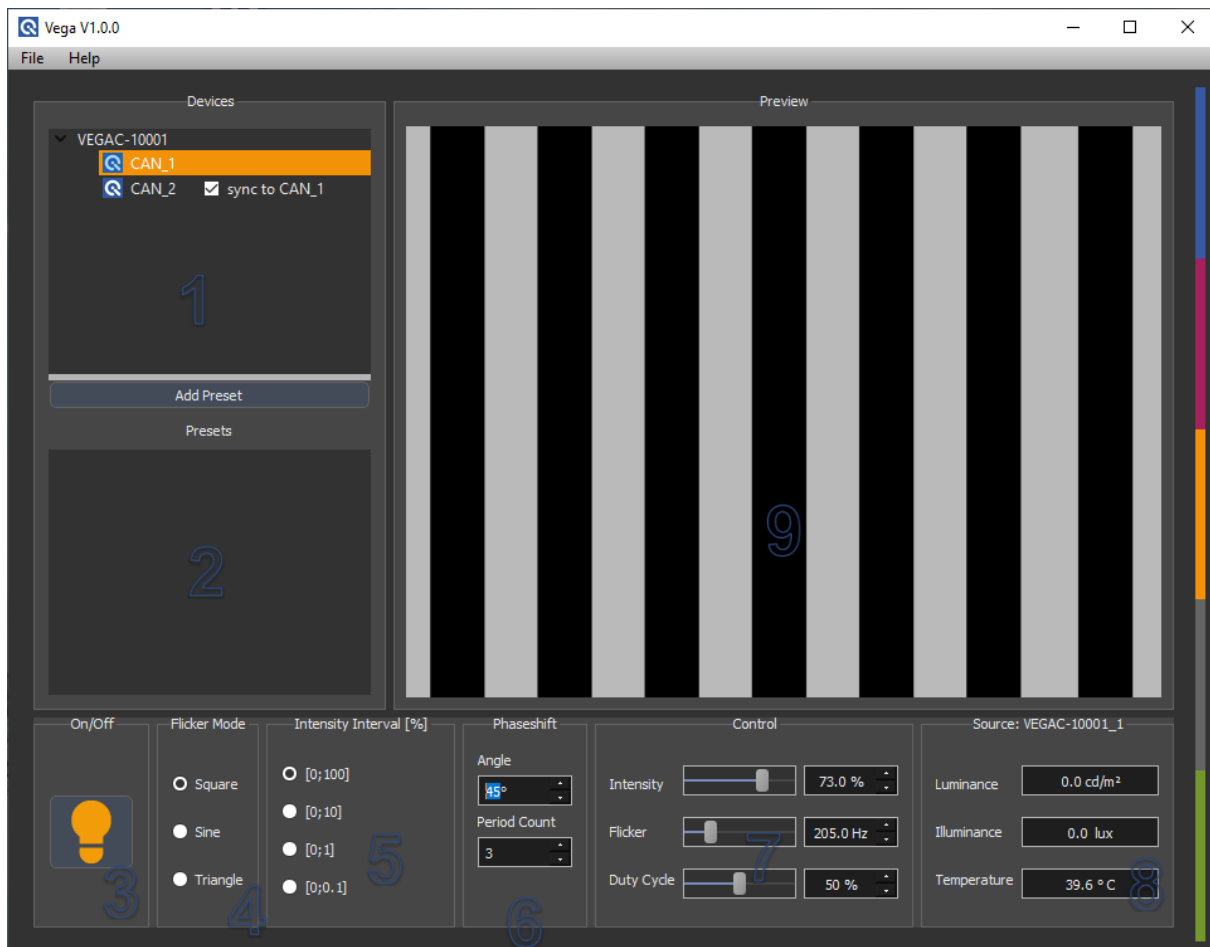 Vega V1.0.0
File Help
Devices
VEGAC-10001
CAN_1
CAN_2 sync to CAN_1
1
Add Preset
Presets
2
Preview
9
On/Off
3
Flicker Mode
Square
Sine
Triangle
4
Intensity Interval [%]
[0;100]
[0;10]
[0;1]
[0;0.1]
5
Phaseshift
Angle
45°
Period Count
3
6
Control
Intensity 73.0 %
Flicker 205.0 Hz
Duty Cycle 50 %
7
Source: VEGAC-10001_1
Luminance 0.0 cd/m²
Illuminance 0.0 lux
Temperature 39.6 ° C
8